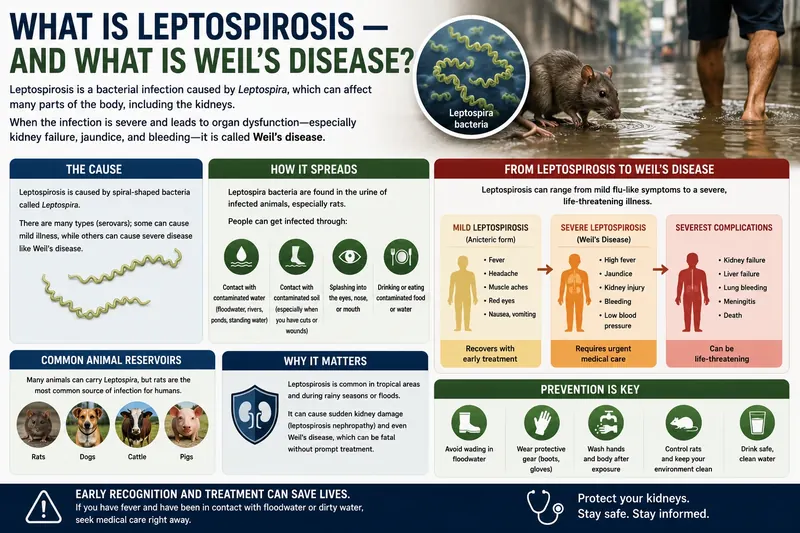 WHAT IS LEPTOSPIROSIS —
AND WHAT IS WEIL'S DISEASE?
Leptospirosis is a bacterial infection caused by Leptospira, which can affect
many parts of the body, including the kidneys.
When the infection is severe and leads to organ dysfunction—especially
kidney failure, jaundice, and bleeding—it is called Weil's disease.
Leptospira
bacteria
THE CAUSE
Leptospirosis is caused by spiral-shaped bacteria
called Leptospira.
There are many types (serovars); some can cause
mild illness, while others can cause severe disease
like Weil's disease.
HOW IT SPREADS
Leptospira bacteria are found in the urine of
infected animals, especially rats.
People can get infected through:
Contact with
contaminated water
(floodwater, rivers,
ponds, standing water)
Contact with
contaminated soil
(especially when
you have cuts or
wounds)
Splashing into
the eyes, nose,
or mouth
Drinking or eating
contaminated food
or water
FROM LEPTOSPIROSIS TO WEIL'S DISEASE
Leptospirosis can range from mild flu-like symptoms to a severe,
life-threatening illness.
MILD LEPTOSPIROSIS
(Anicteric form)
• Fever
• Headache
• Muscle aches
• Red eyes
• Nausea, vomiting
Recovers with
early treatment
SEVERE LEPTOSPIROSIS
(Weil's Disease)
• High fever
• Jaundice
• Kidney injury
• Bleeding
• Low blood
pressure
Requires urgent
medical care
SEVEREST COMPLICATIONS
• Kidney failure
• Liver failure
• Lung bleeding
• Meningitis
• Death
Can be
life-threatening
COMMON ANIMAL RESERVOIRS
Many animals can carry Leptospira, but rats are the
most common source of infection for humans.
Rats
Dogs
Cattle
Pigs
WHY IT MATTERS
Leptospirosis is common in tropical areas
and during rainy seasons or floods.
It can cause sudden kidney damage
(leptospirosis nephropathy) and even
Weil's disease, which can be fatal
without prompt treatment.
PREVENTION IS KEY
Avoid wading in
floodwater
Wear protective
gear (boots,
gloves)
Wash hands
and body after
exposure
Control rats
and keep your
environment clean
Drink safe,
clean water
EARLY RECOGNITION AND TREATMENT CAN SAVE LIVES.
If you have fever and have been in contact with floodwater or dirty water,
seek medical care right away.
Protect your kidneys.
Stay safe. Stay informed.